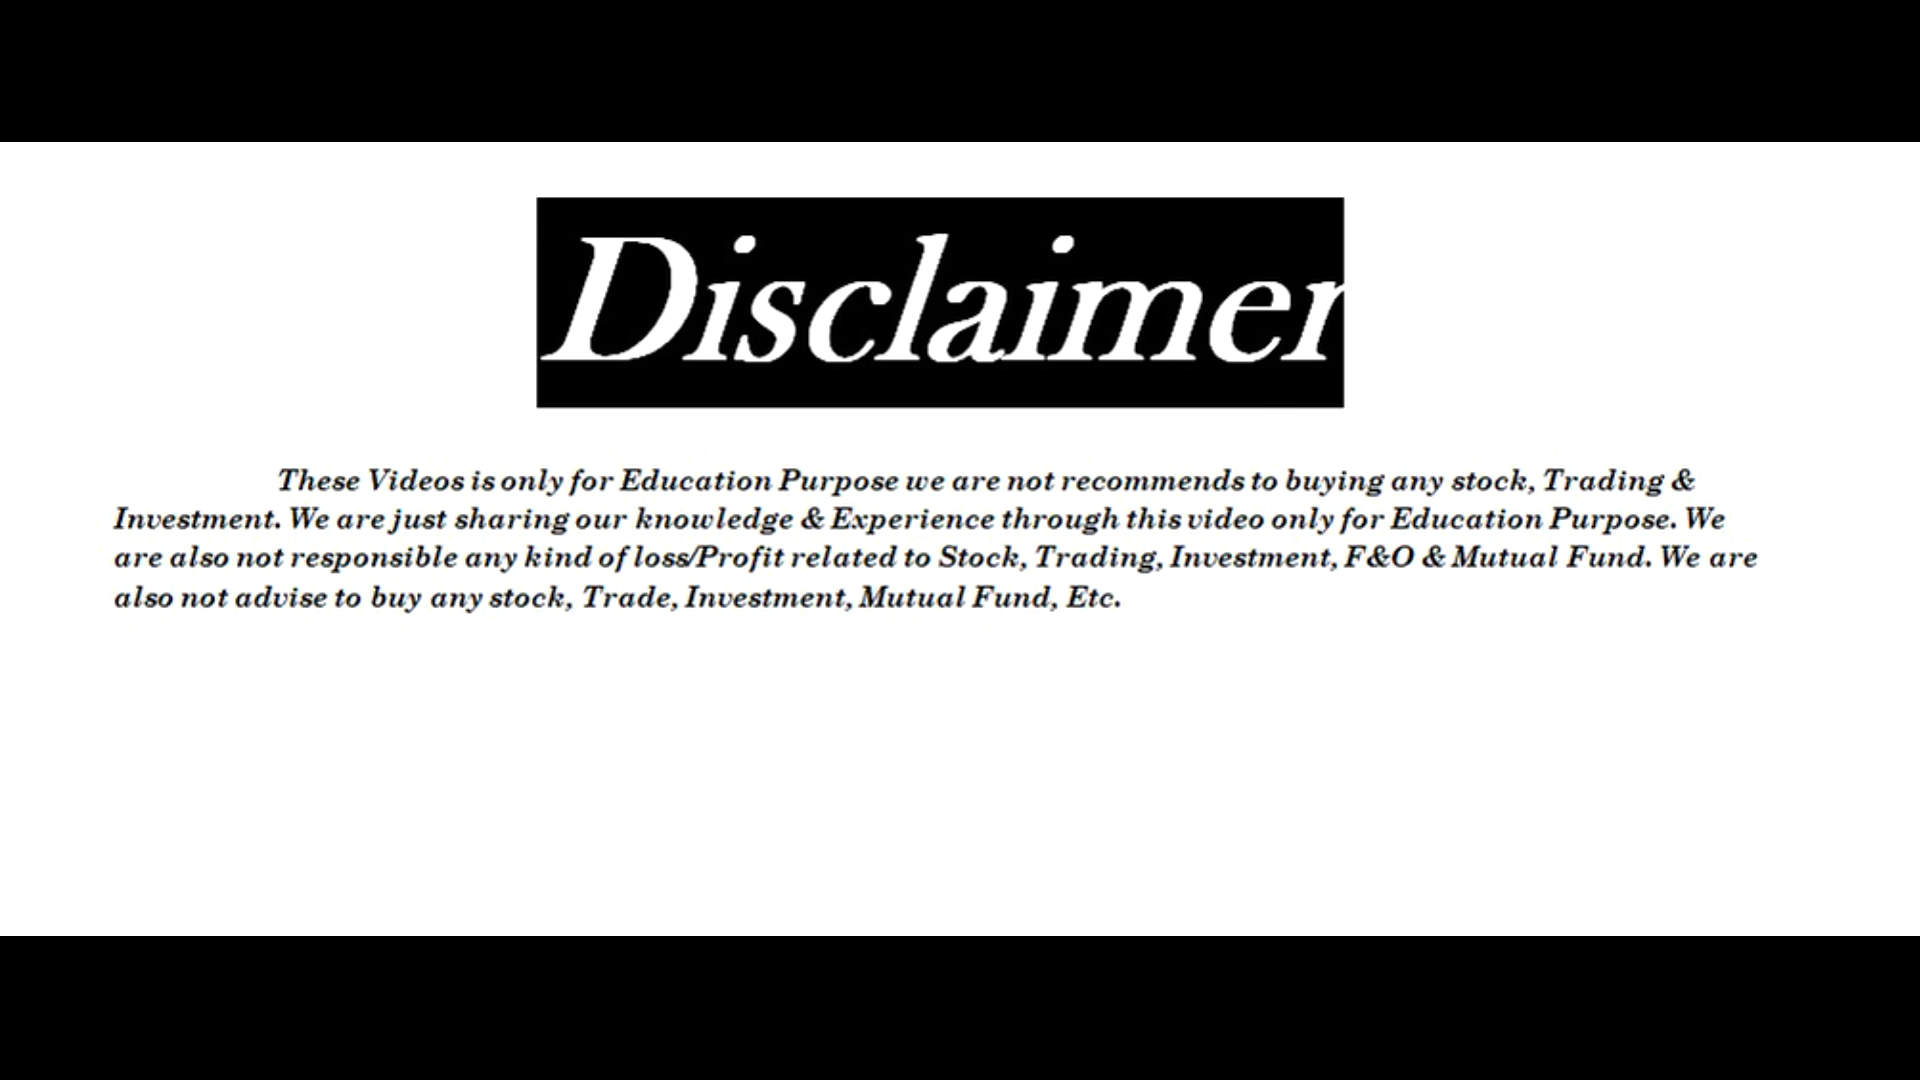 Disclaimer
These Videos is only for Education Purpose we are not recommends to buying any stock, Trading &
Investment. We are just sharing our knowledge & Experience through this video only for Education Purpose. We
are also not responsible any kind of loss/Profit related to Stock, Trading, Investment, F&O & Mutual Fund. We are
also not advise to buy any stock, Trade, Investment, Mutual Fund, Etc.